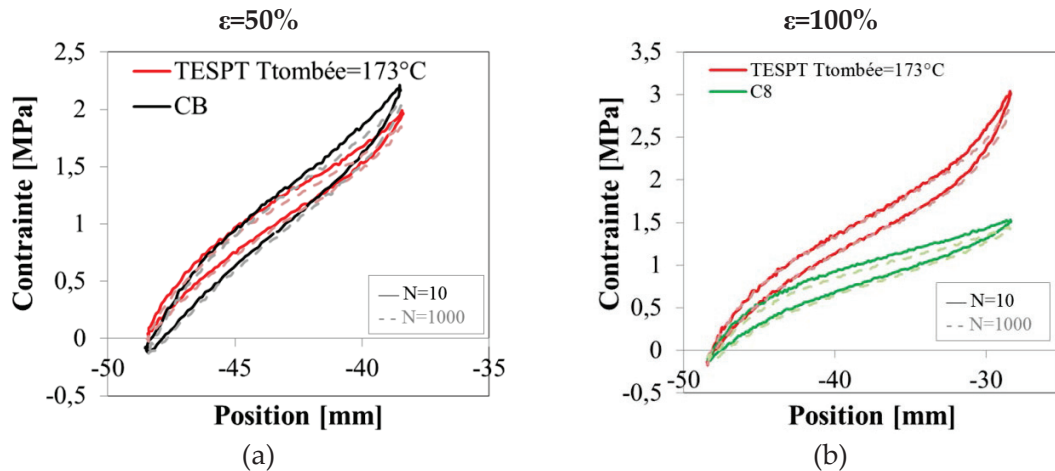 ε=50%
2,5
2
1,5
1
0,5
0
-0,5
Contrainte [MPa]
TESPT Ttombée=173°C
CB
N=10
N=1000
-50
-45
-40
-35
Position [mm]
(a)
ε=100%
3,5
3
2,5
2
1,5
1
0,5
0
-0,5
Contrainte [MPa]
TESPT Ttombée=173°C
C8
N=10
N=1000
-50
-40
-30
Position [mm]
(b)